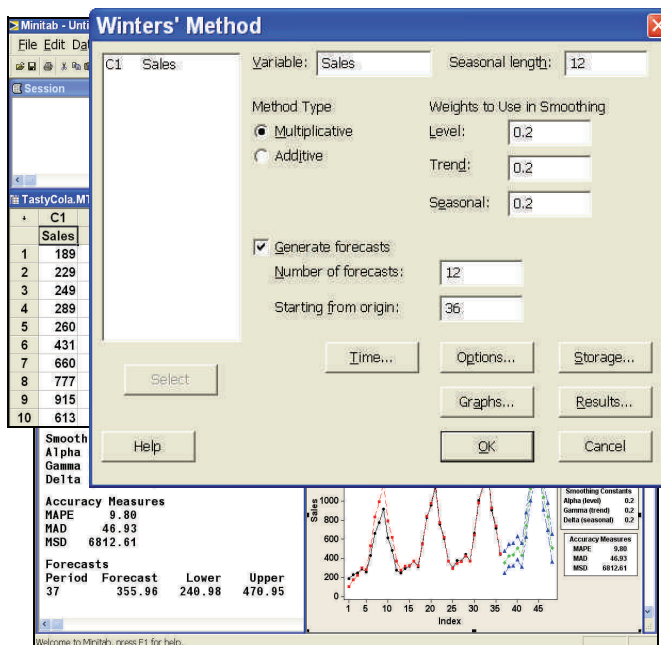 Minitab - Unti
Winters' Method
File Edit Dat
Session
C1 Sales
Variable: Sales
Seasonal length: 12
Method Type
Multiplicative
Additive
Weights to Use in Smoothing
Level: 0.2
Trend: 0.2
Seasonal: 0.2
Generate forecasts
Number of forecasts: 12
Starting from origin: 36
Time...
Options...
Storage...
Select
Graphs...
Results...
Help
OK
Cancel
TastyCola.MT
C1
Sales
1 189
2 229
3 249
4 289
5 260
6 431
7 660
8 777
9 915
10 613
Smooth
Alpha
Gamma
Delta
Accuracy Measures
MAPE 9.80
MAD 46.93
MSD 6812.61
Forecasts
Period Forecast Lower Upper
37 355.96 240.98 470.95
Sales
1000
800
600
400
200
0
1 5 10 15 20 25 30 35 40 45
Index
Smoothing Constants
Alpha (level) 0.2
Gamma (trend) 0.2
Delta (seasonal) 0.2
Accuracy Measures
MAPE 9.80
MAD 46.93
MSD 6812.61
Welcome to Minitab, press F1 for help.